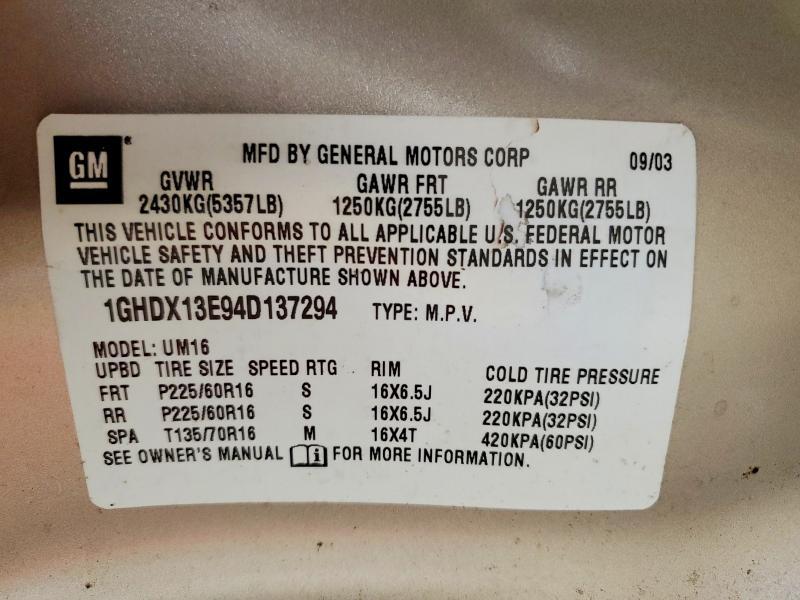 GM®
MFD BY GENERAL MOTORS CORP 09/03
GVWR GAWR FRT GAWR RR
2430KG(5357LB) 1250KG(2755LB) 1250KG(2755LB)
THIS VEHICLE CONFORMS TO ALL APPLICABLE U.S. FEDERAL MOTOR
VEHICLE SAFETY AND THEFT PREVENTION STANDARDS IN EFFECT ON
THE DATE OF MANUFACTURE SHOWN ABOVE.
1GHDX13E94D137294 TYPE: M.P.V.
MODEL: UM16
UPBD TIRE SIZE SPEED RTG RIM COLD TIRE PRESSURE
FRT P225/60R16 S 16X6.5J 220KPA(32PSI)
RR P225/60R16 S 16X6.5J 220KPA(32PSI)
SPA T135/70R16 M 16X4T 420KPA(60PSI)
SEE OWNER'S MANUAL i FOR MORE INFORMATION.